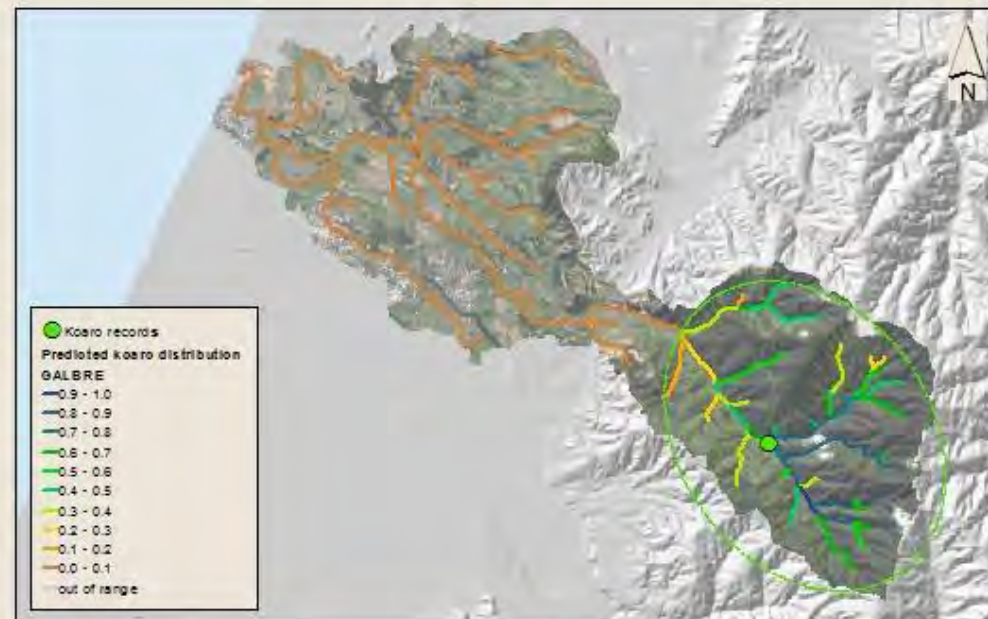 N
Koaro records
Predicted koaro distribution
GALBRE
0.9 - 1.0
0.8 - 0.9
0.7 - 0.8
0.6 - 0.7
0.5 - 0.6
0.4 - 0.5
0.3 - 0.4
0.2 - 0.3
0.1 - 0.2
0.0 - 0.1
out of range